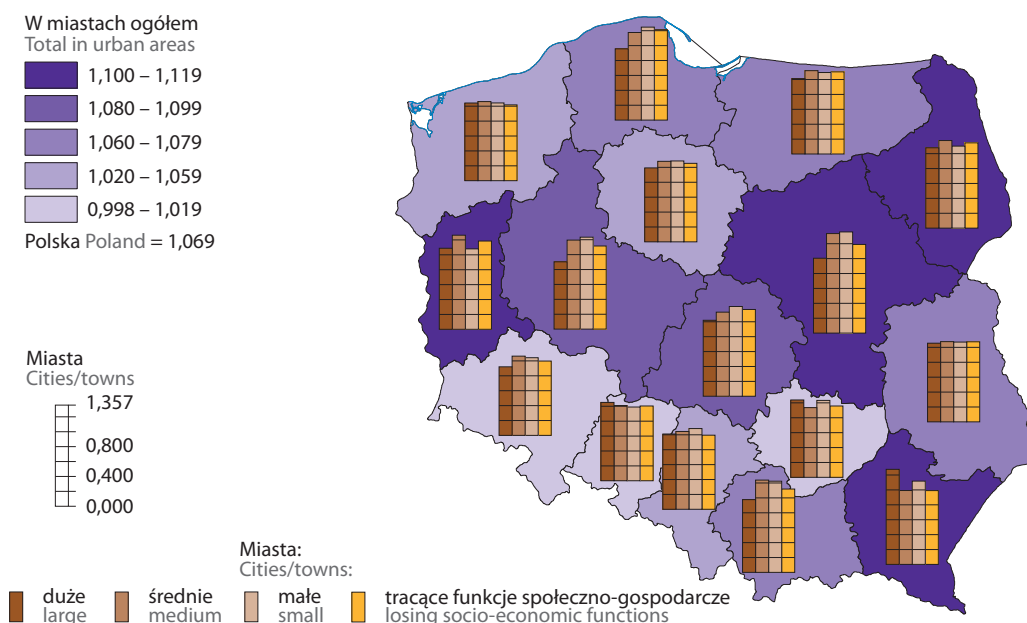 W miastach ogółem
Total in urban areas
1,100 – 1,119
1,080 – 1,099
1,060 – 1,079
1,020 – 1,059
0,998 – 1,019
Polska Poland = 1,069
Miasta
Cities/towns
1,357
0,800
0,400
0,000
Miasta:
Cities/towns:
duże średnie małe tracące funkcje społeczno-gospodarcze
large medium small losing socio-economic functions